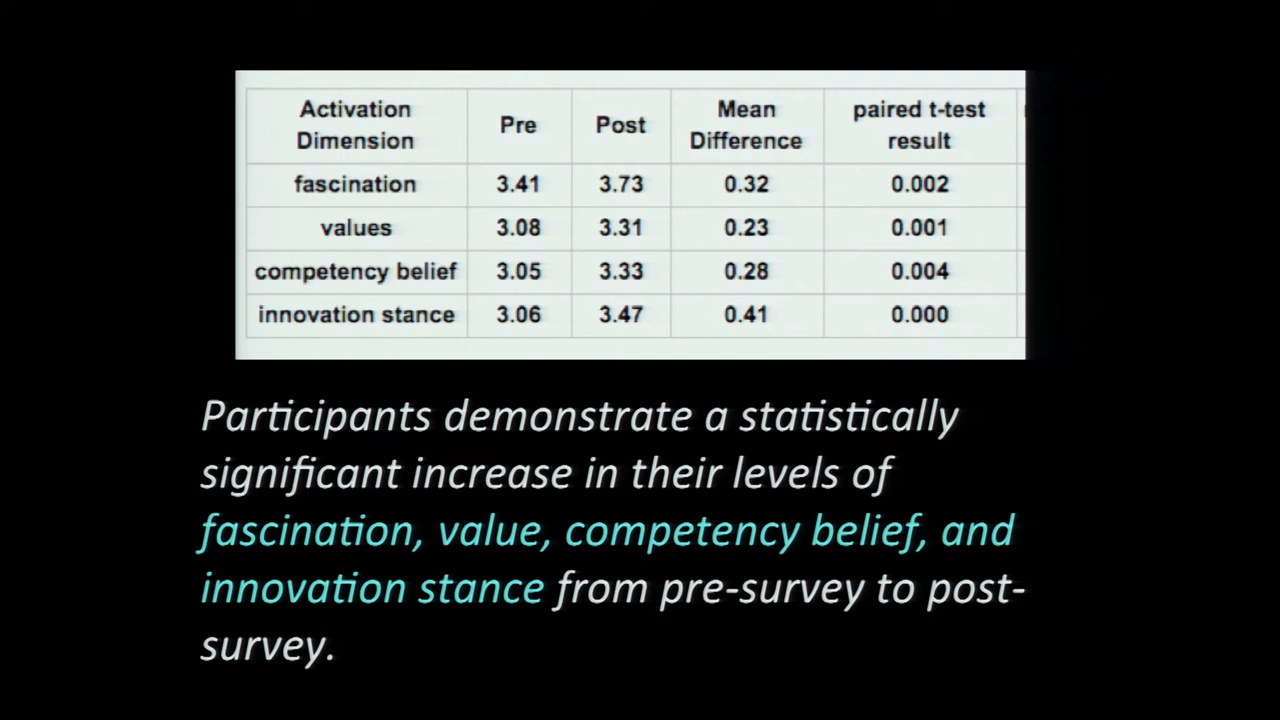 Activation Dimension Pre Post Mean Difference paired t-test result
fascination 3.41 3.73 0.32 0.002
values 3.08 3.31 0.23 0.001
competency belief 3.05 3.33 0.28 0.004
innovation stance 3.06 3.47 0.41 0.000
Participants demonstrate a statistically
significant increase in their levels of
fascination, value, competency belief, and
innovation stance from pre-survey to post-
survey.